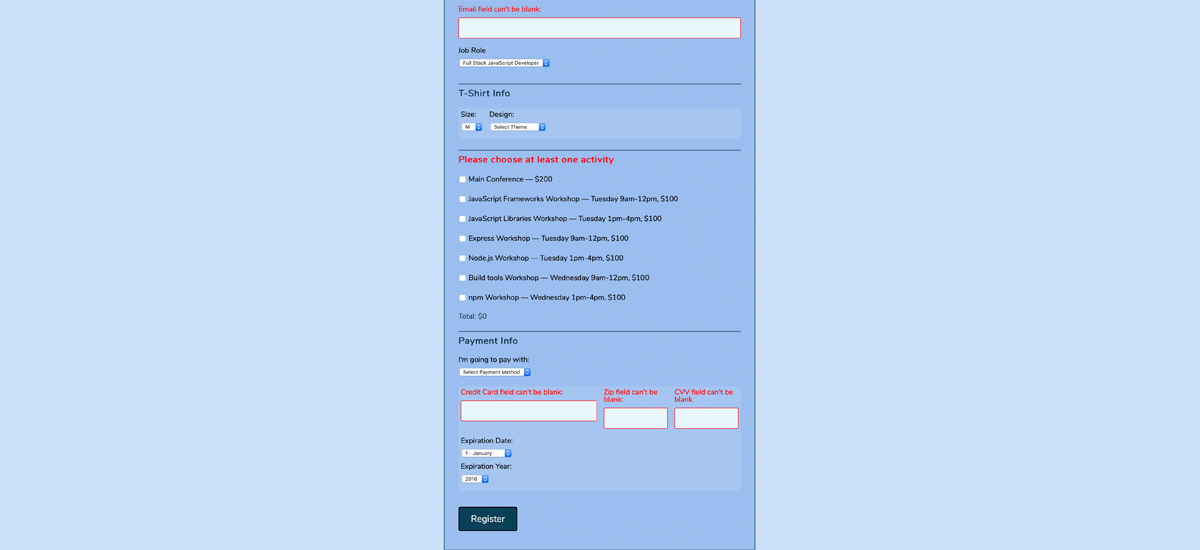 Email field can't be blank:
Job Role
Full Stack JavaScript Developer
T-Shirt Info
Size: Design:
M Select Theme
Please choose at least one activity
Main Conference — $200
JavaScript Frameworks Workshop — Tuesday 9am-12pm, $100
JavaScript Libraries Workshop — Tuesday 1pm-4pm, $100
Express Workshop — Tuesday 9am-12pm, $100
Node.js Workshop — Tuesday 1pm-4pm, $100
Build tools Workshop — Wednesday 9am-12pm, $100
npm Workshop — Wednesday 1pm-4pm, $100
Total: $0
Payment Info
I'm going to pay with:
Select Payment Method
Credit Card field can't be blank:
Zip field can't be
blank:
CVV field can't be
blank:
Expiration Date:
1 - January
Expiration Year:
2016
Register